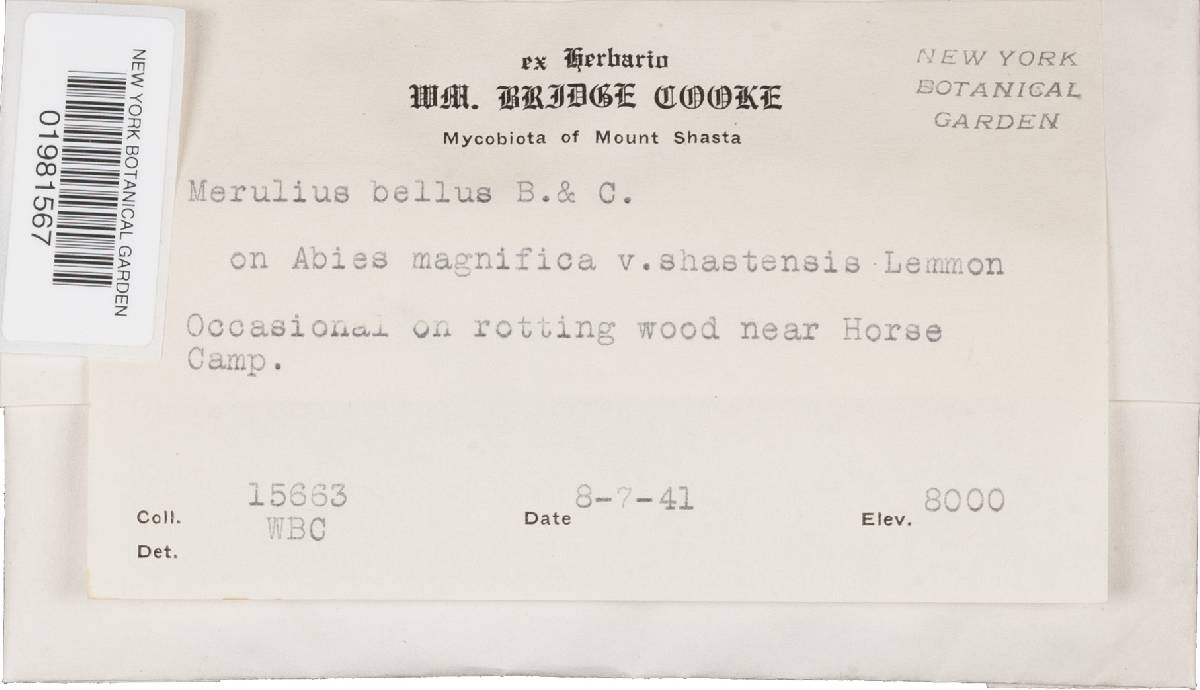 NEW YORK BOTANICAL GARDEN
01981567
ex Herbario
WM. BRIDGE COOKE
Mycobiota of Mount Shasta
NEW YORK
BOTANICAL
GARDEN
Merulius bellus B.& C.
on Abies magnifica v.shastensis Lemmon
Occasional on rotting wood near Horse
Camp.
Coll. 15663 Date 8-7-41 Elev. 8000
WBC
Det.